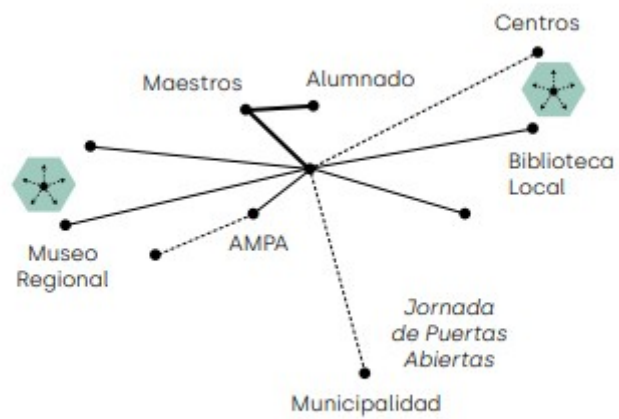 Centros
Maestros
Alumnado
Biblioteca
Local
AMPA
Museo
Regional
Jornada
de Puertas
Abiertas
Municipalidad